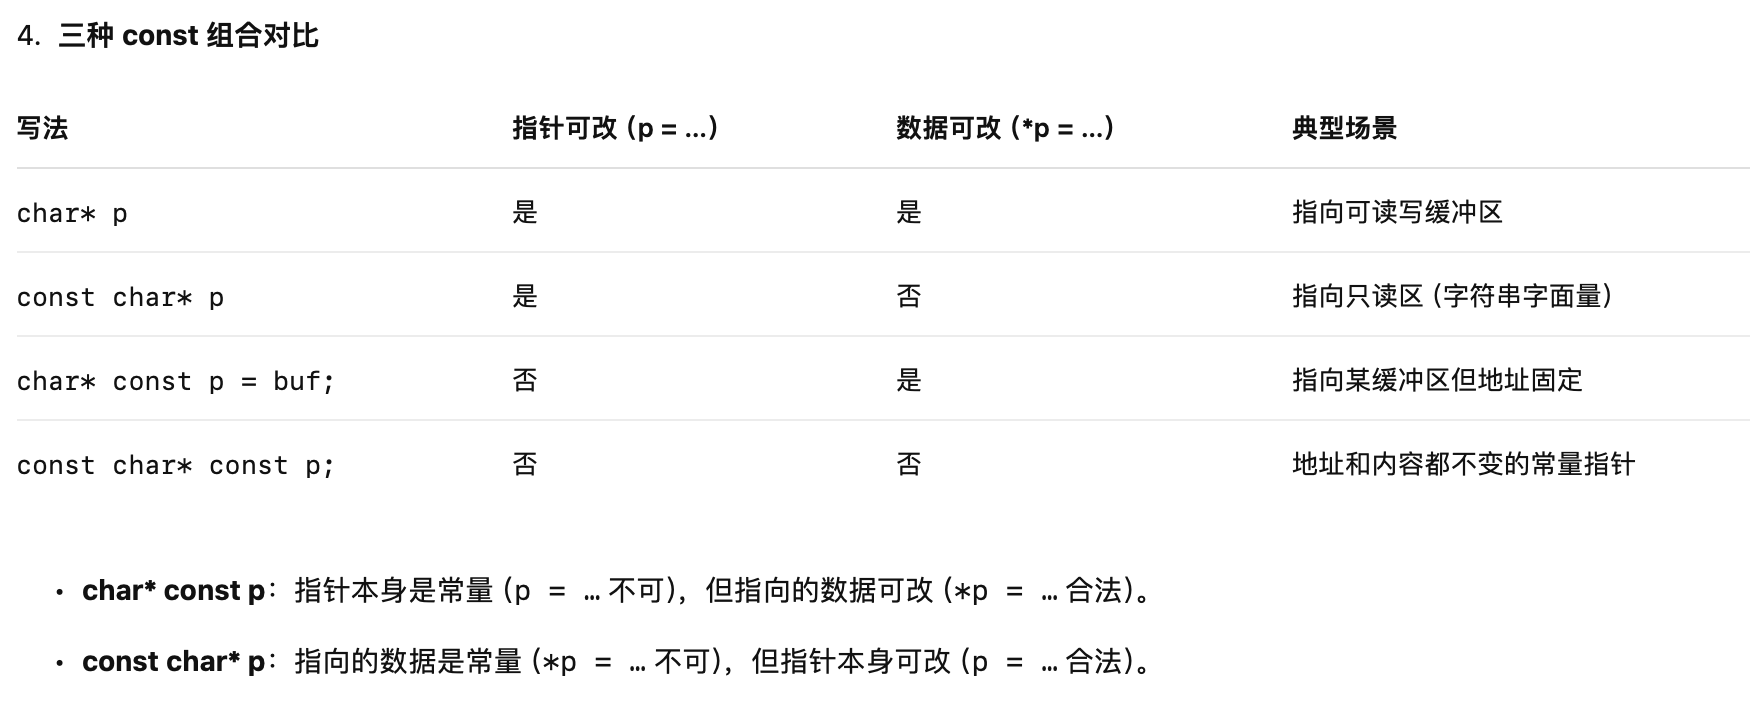 4. 三种 const 组合对比
写法 指针可改 (p = ...) 数据可改 (*p = ...) 典型场景
char* p 是 是 指向可读写缓冲区
const char* p 是 否 指向只读区 (字符串字面量)
char* const p = buf; 否 是 指向某缓冲区但地址固定
const char* const p; 否 否 地址和内容都不变的常量指针
• char* const p：指针本身是常量 (p = … 不可)，但指向的数据可改 (*p = … 合法)。
• const char* p：指向的数据是常量 (*p = … 不可)，但指针本身可改 (p = … 合法)。